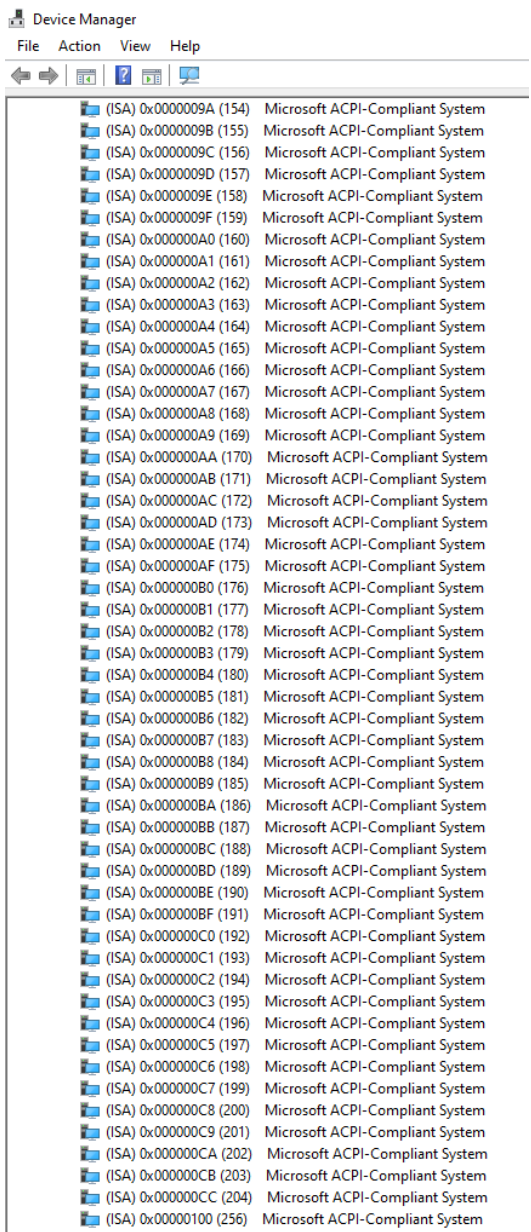 Device Manager
File Action View Help
(ISA) 0x0000009A (154) Microsoft ACPI-Compliant System
(ISA) 0x0000009B (155) Microsoft ACPI-Compliant System
(ISA) 0x0000009C (156) Microsoft ACPI-Compliant System
(ISA) 0x0000009D (157) Microsoft ACPI-Compliant System
(ISA) 0x0000009E (158) Microsoft ACPI-Compliant System
(ISA) 0x0000009F (159) Microsoft ACPI-Compliant System
(ISA) 0x000000A0 (160) Microsoft ACPI-Compliant System
(ISA) 0x000000A1 (161) Microsoft ACPI-Compliant System
(ISA) 0x000000A2 (162) Microsoft ACPI-Compliant System
(ISA) 0x000000A3 (163) Microsoft ACPI-Compliant System
(ISA) 0x000000A4 (164) Microsoft ACPI-Compliant System
(ISA) 0x000000A5 (165) Microsoft ACPI-Compliant System
(ISA) 0x000000A6 (166) Microsoft ACPI-Compliant System
(ISA) 0x000000A7 (167) Microsoft ACPI-Compliant System
(ISA) 0x000000A8 (168) Microsoft ACPI-Compliant System
(ISA) 0x000000A9 (169) Microsoft ACPI-Compliant System
(ISA) 0x000000AA (170) Microsoft ACPI-Compliant System
(ISA) 0x000000AB (171) Microsoft ACPI-Compliant System
(ISA) 0x000000AC (172) Microsoft ACPI-Compliant System
(ISA) 0x000000AD (173) Microsoft ACPI-Compliant System
(ISA) 0x000000AE (174) Microsoft ACPI-Compliant System
(ISA) 0x000000AF (175) Microsoft ACPI-Compliant System
(ISA) 0x000000B0 (176) Microsoft ACPI-Compliant System
(ISA) 0x000000B1 (177) Microsoft ACPI-Compliant System
(ISA) 0x000000B2 (178) Microsoft ACPI-Compliant System
(ISA) 0x000000B3 (179) Microsoft ACPI-Compliant System
(ISA) 0x000000B4 (180) Microsoft ACPI-Compliant System
(ISA) 0x000000B5 (181) Microsoft ACPI-Compliant System
(ISA) 0x000000B6 (182) Microsoft ACPI-Compliant System
(ISA) 0x000000B7 (183) Microsoft ACPI-Compliant System
(ISA) 0x000000B8 (184) Microsoft ACPI-Compliant System
(ISA) 0x000000B9 (185) Microsoft ACPI-Compliant System
(ISA) 0x000000BA (186) Microsoft ACPI-Compliant System
(ISA) 0x000000BB (187) Microsoft ACPI-Compliant System
(ISA) 0x000000BC (188) Microsoft ACPI-Compliant System
(ISA) 0x000000BD (189) Microsoft ACPI-Compliant System
(ISA) 0x000000BE (190) Microsoft ACPI-Compliant System
(ISA) 0x000000BF (191) Microsoft ACPI-Compliant System
(ISA) 0x000000C0 (192) Microsoft ACPI-Compliant System
(ISA) 0x000000C1 (193) Microsoft ACPI-Compliant System
(ISA) 0x000000C2 (194) Microsoft ACPI-Compliant System
(ISA) 0x000000C3 (195) Microsoft ACPI-Compliant System
(ISA) 0x000000C4 (196) Microsoft ACPI-Compliant System
(ISA) 0x000000C5 (197) Microsoft ACPI-Compliant System
(ISA) 0x000000C6 (198) Microsoft ACPI-Compliant System
(ISA) 0x000000C7 (199) Microsoft ACPI-Compliant System
(ISA) 0x000000C8 (200) Microsoft ACPI-Compliant System
(ISA) 0x000000C9 (201) Microsoft ACPI-Compliant System
(ISA) 0x000000CA (202) Microsoft ACPI-Compliant System
(ISA) 0x000000CB (203) Microsoft ACPI-Compliant System
(ISA) 0x000000CC (204) Microsoft ACPI-Compliant System
(ISA) 0x00000100 (256) Microsoft ACPI-Compliant System